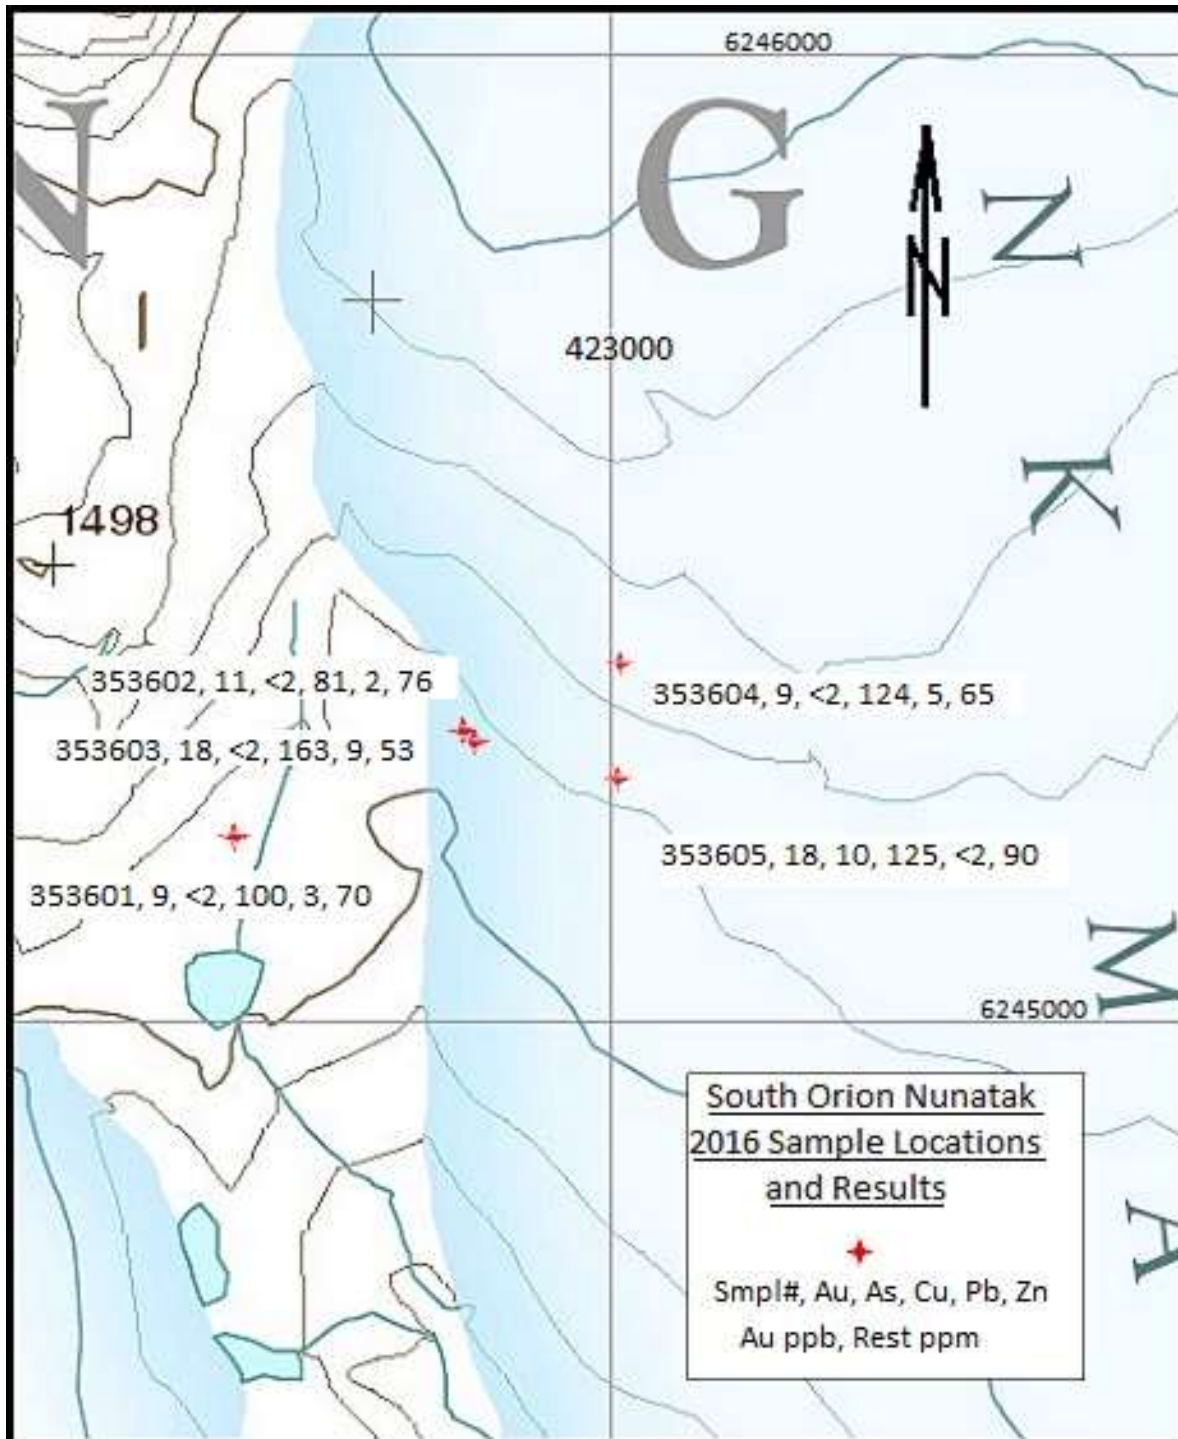 6246000
N
G
N
N
423000
K
1498
353602, 11, <2, 81, 2, 76
353604, 9, <2, 124, 5, 65
353603, 18, <2, 163, 9, 53
353605, 18, 10, 125, <2, 90
353601, 9, <2, 100, 3, 70
M
6245000
South Orion Nunatak
2016 Sample Locations
and Results
A
Smpl#, Au, As, Cu, Pb, Zn
Au ppb, Rest ppm